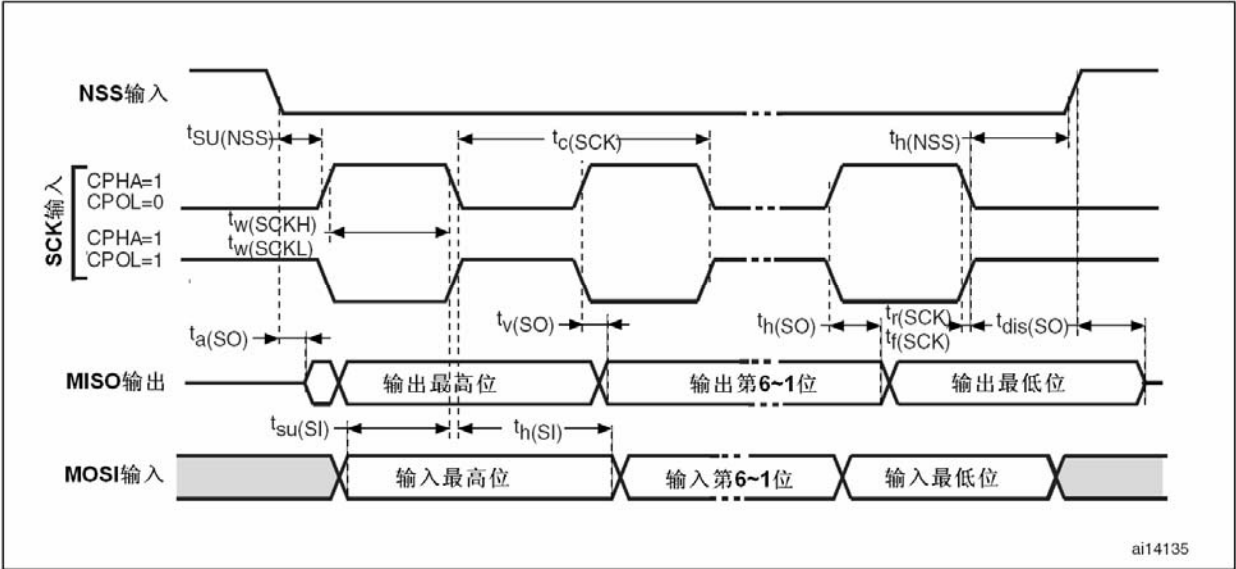 NSS输入
tSU(NSS)
tc(SCK)
th(NSS)
SCK输入
CPHA=1
CPOL=0
tw(SCKH)
tw(SCKL)
CPHA=1
CPOL=1
ta(SO)
tv(SO)
th(SO)
tr(SCK)
tf(SCK)
tdis(SO)
MISO输出
输出最高位
输出第6~1位
输出最低位
tsu(SI)
th(SI)
MOSI输入
输入最高位
输入第6~1位
输入最低位
ai14135